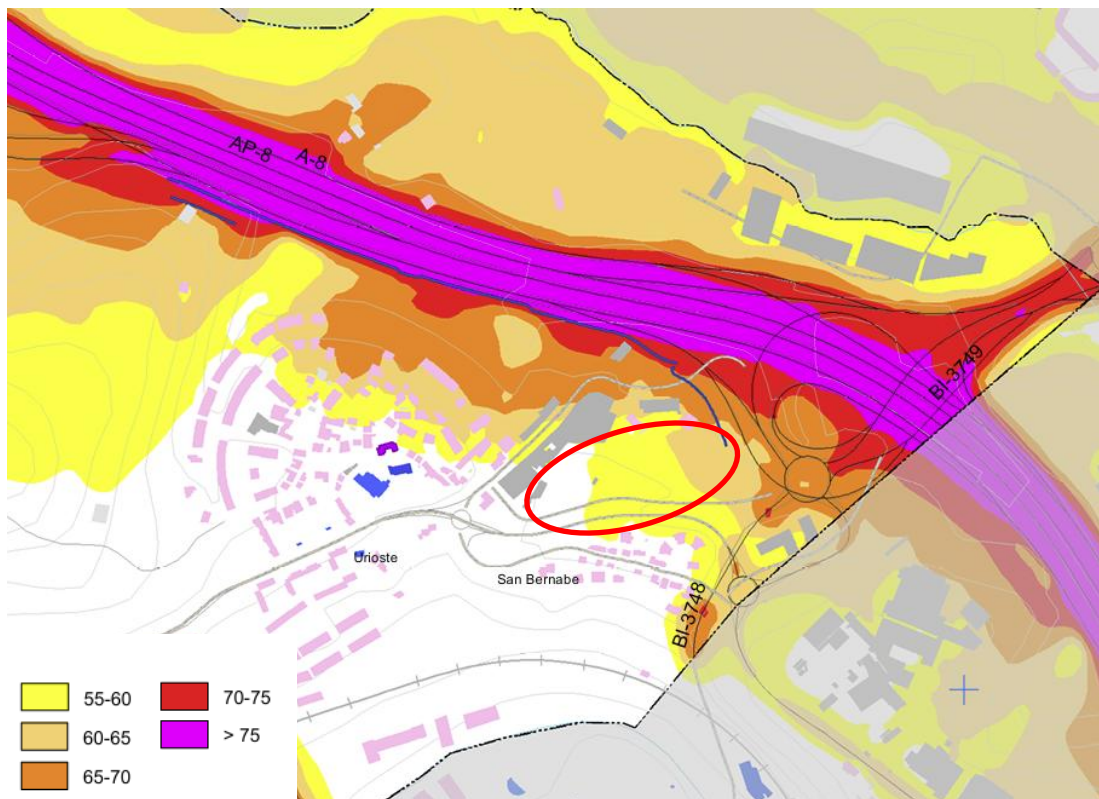 AP-8 A-8
BI-3749
Urioste
San Bernabe
BI-3748
55-60
60-65
65-70
70-75
> 75